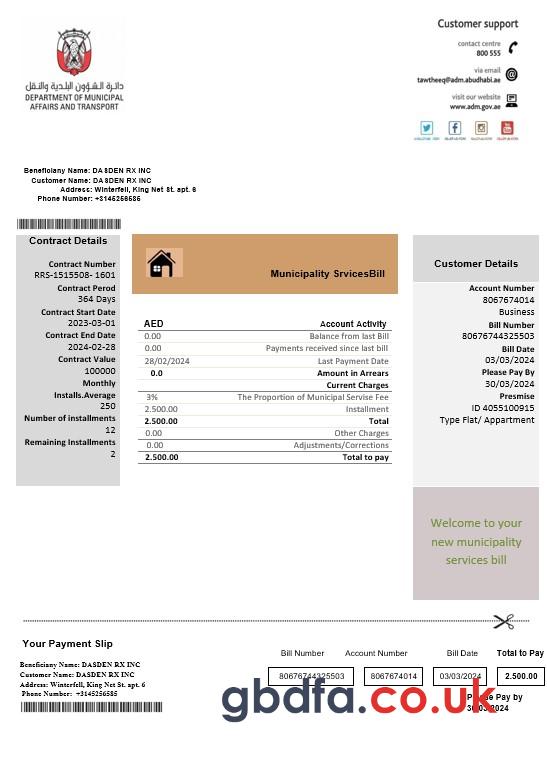 Customer support
contact centre
800 555
via email
tawtheeq@adm.abudhabi.ae
visit our website
www.adm.gov.ae
دائرة الشؤون البلدية والنقل
DEPARTMENT OF MUNICIPAL
AFFAIRS AND TRANSPORT
Beneficiany Name: DASDEN RX INC
Customer Name: DASDEN RX INC
Address: Winterfell, King Net St. apt. 6
Phone Number: +3145256585
Contract Details
Contract Number
RRS-1515508- 1601
Contract Perod
364 Days
Contract Start Date
2023-03-01
Contract End Date
2024-02-28
Contract Value
100000
Monthly
Installs.Average
250
Number of installments
12
Remaining Installments
2
Municipality SrvicesBill
AED Account Activity
0.00 Balance from last Bill
0.00 Payments received since last bill
28/02/2024 Last Payment Date
0.0 Amount in Arrears
Current Charges
3% The Proportion of Municipal Servise Fee
2.500.00 Installment
2.500.00 Total
0.00 Other Charges
0.00 Adjustments/Corrections
2.500.00 Total to pay
Customer Details
Account Number
8067674014
Business
Bill Number
80676744325503
Bill Date
03/03/2024
Please Pay By
30/03/2024
Presmise
ID 4055100915
Type Flat/ Appartment
Welcome to your
new municipality
services bill
Your Payment Slip
Beneficiany Name: DASDEN RX INC
Customer Name: DASDEN RX INC
Address: Winterfell, King Net St. apt. 6
Phone Number: +3145256585
Bill Number Account Number Bill Date Total to Pay
80676744325503 8067674014 03/03/2024 2.500.00
Please Pay by
30/03/2024
gbdfa.co.uk